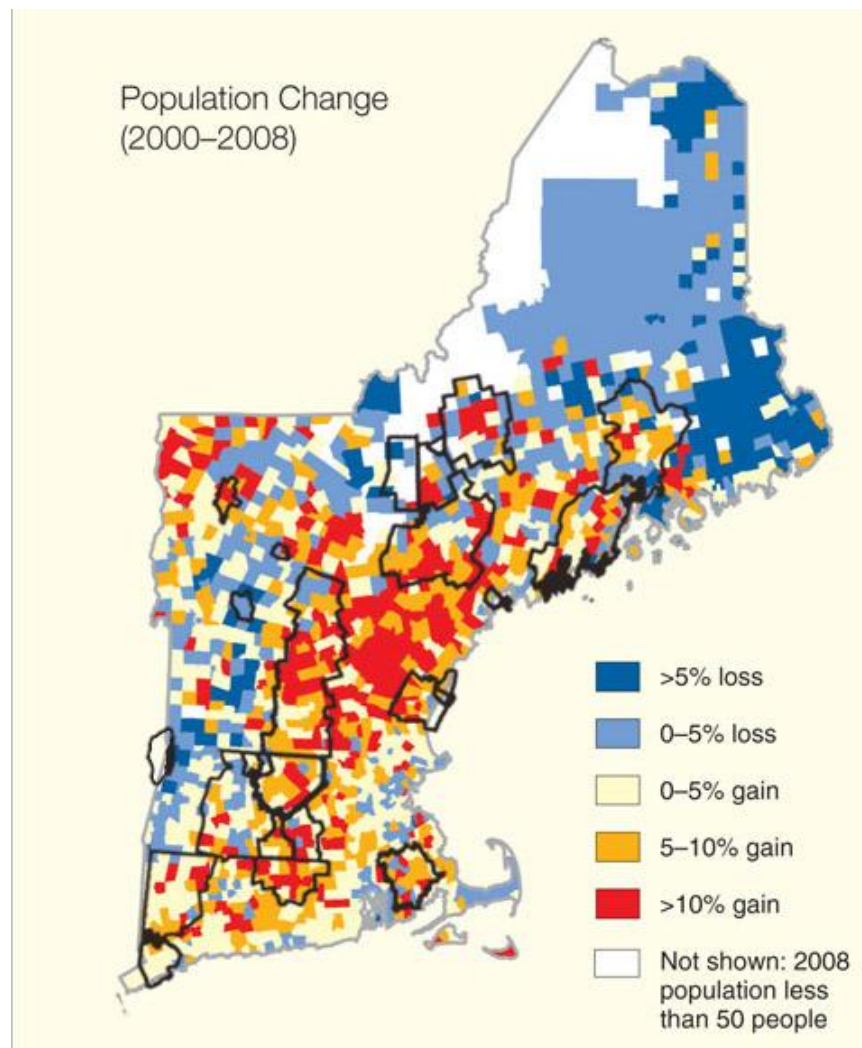 Population Change
(2000–2008)
>5% loss
0–5% loss
0–5% gain
5–10% gain
>10% gain
Not shown: 2008
population less
than 50 people